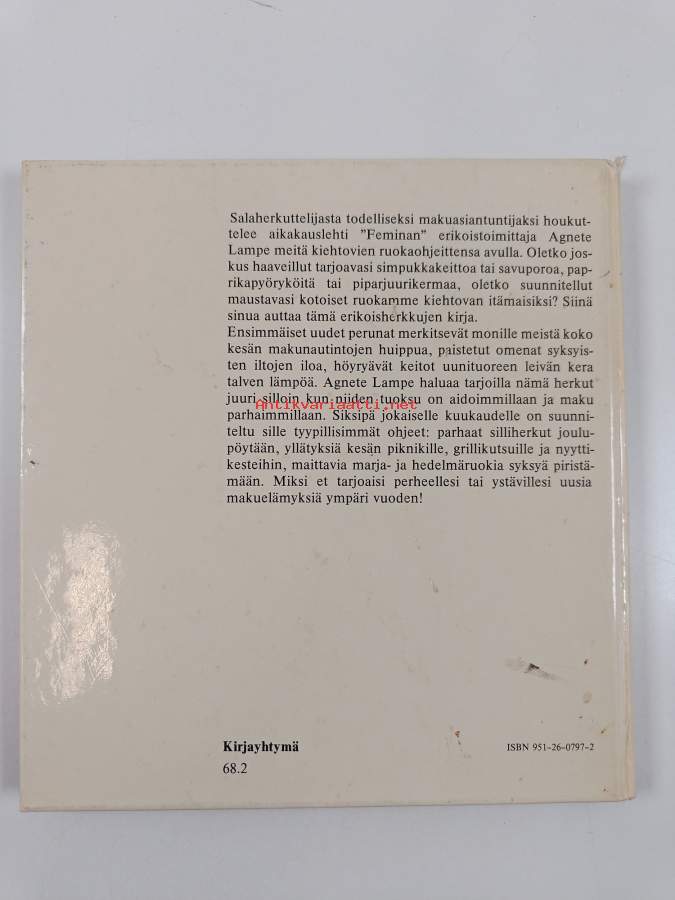 Salaherkuttelijasta todelliseksi makuasiantuntijaksi houkut-
telee aikakauslehti ”Feminan” erikoistoimittaja Agnete
Lampe meitä kiehtovien ruokaohjeittensa avulla. Oletko jos-
kus haaveillut tarjoavasi simpukkakeittoa tai savuporoa, pap-
rikapyöryköitä tai piparjuurikermaa, oletko suunnitellut
maustavasi kotoiset ruokamme kiehtovan itämaisiksi? Siinä
sinua auttaa tämä erikoisherkkujen kirja.
Ensimmäiset uudet perunat merkitsevät monille meistä koko
kesän makunautintojen huippua, paistetut omenat syksyis-
ten iltojen iloa, höyryävät keitot uunituoreen leivän kera
talven lämpöä. Agnete Lampe haluaa tarjoilla nämä herkut
juuri silloin kun niiden tuoksu on aidoimmillaan ja maku
Antikvariaatti.net
parhaimmillaan. Siksipä jokaiselle kuukaudelle on suunni-
teltu sille tyypillisimmät ohjeet: parhaat silliherkut joulu-
pöytään, yllätyksiä kesän piknikille, grillikutsuille ja nyytti-
kesteihin, maittavia marja- ja hedelmäruokia syksyä piristä-
mään. Miksi et tarjoaisi perheellesi tai ystävillesi uusia
makuelämyksiä ympäri vuoden!
Kirjayhtymä
68.2
ISBN 951-26-0797-2